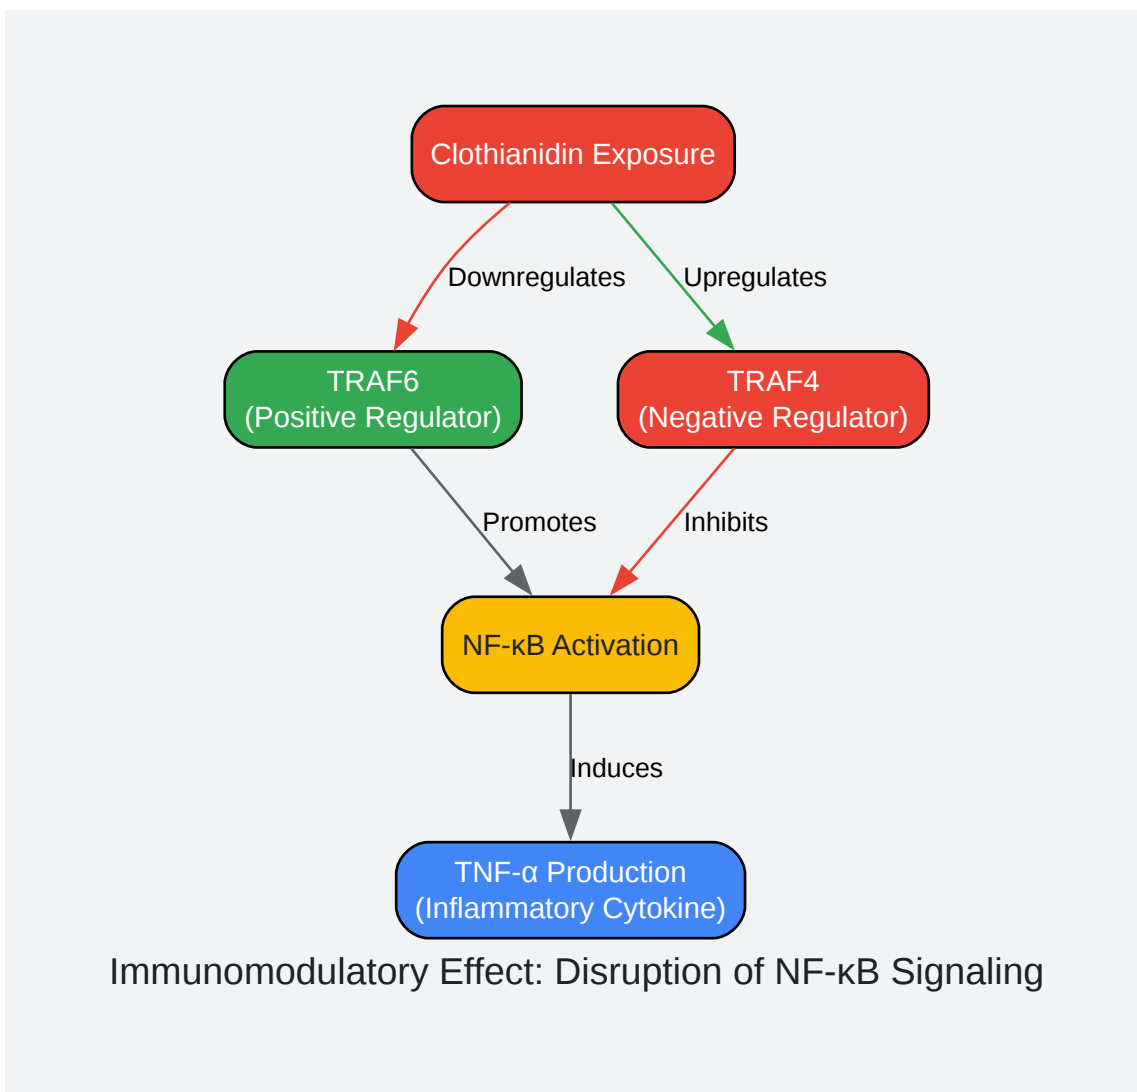 Clothianidin Exposure
Downregulates
Upregulates
TRAF6
(Positive Regulator)
TRAF4
(Negative Regulator)
Promotes
Inhibits
NF-κB Activation
Induces
TNF-α Production
(Inflammatory Cytokine)
Immunomodulatory Effect: Disruption of NF-κB Signaling